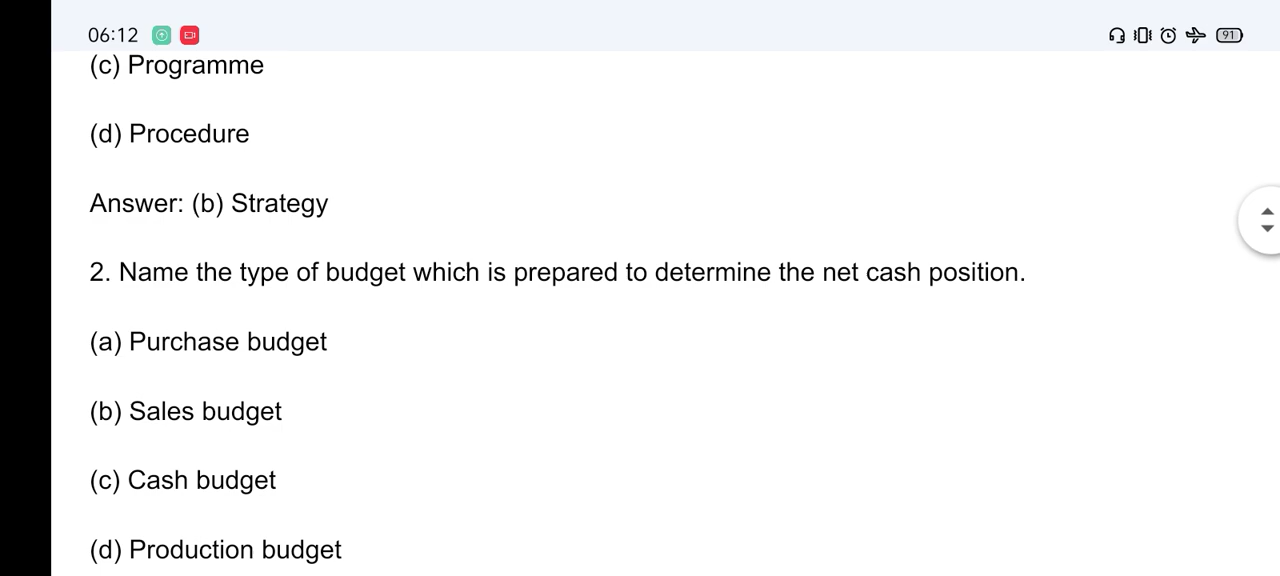 06:12
91
(c) Programme
(d) Procedure
Answer: (b) Strategy
2. Name the type of budget which is prepared to determine the net cash position.
(a) Purchase budget
(b) Sales budget
(c) Cash budget
(d) Production budget